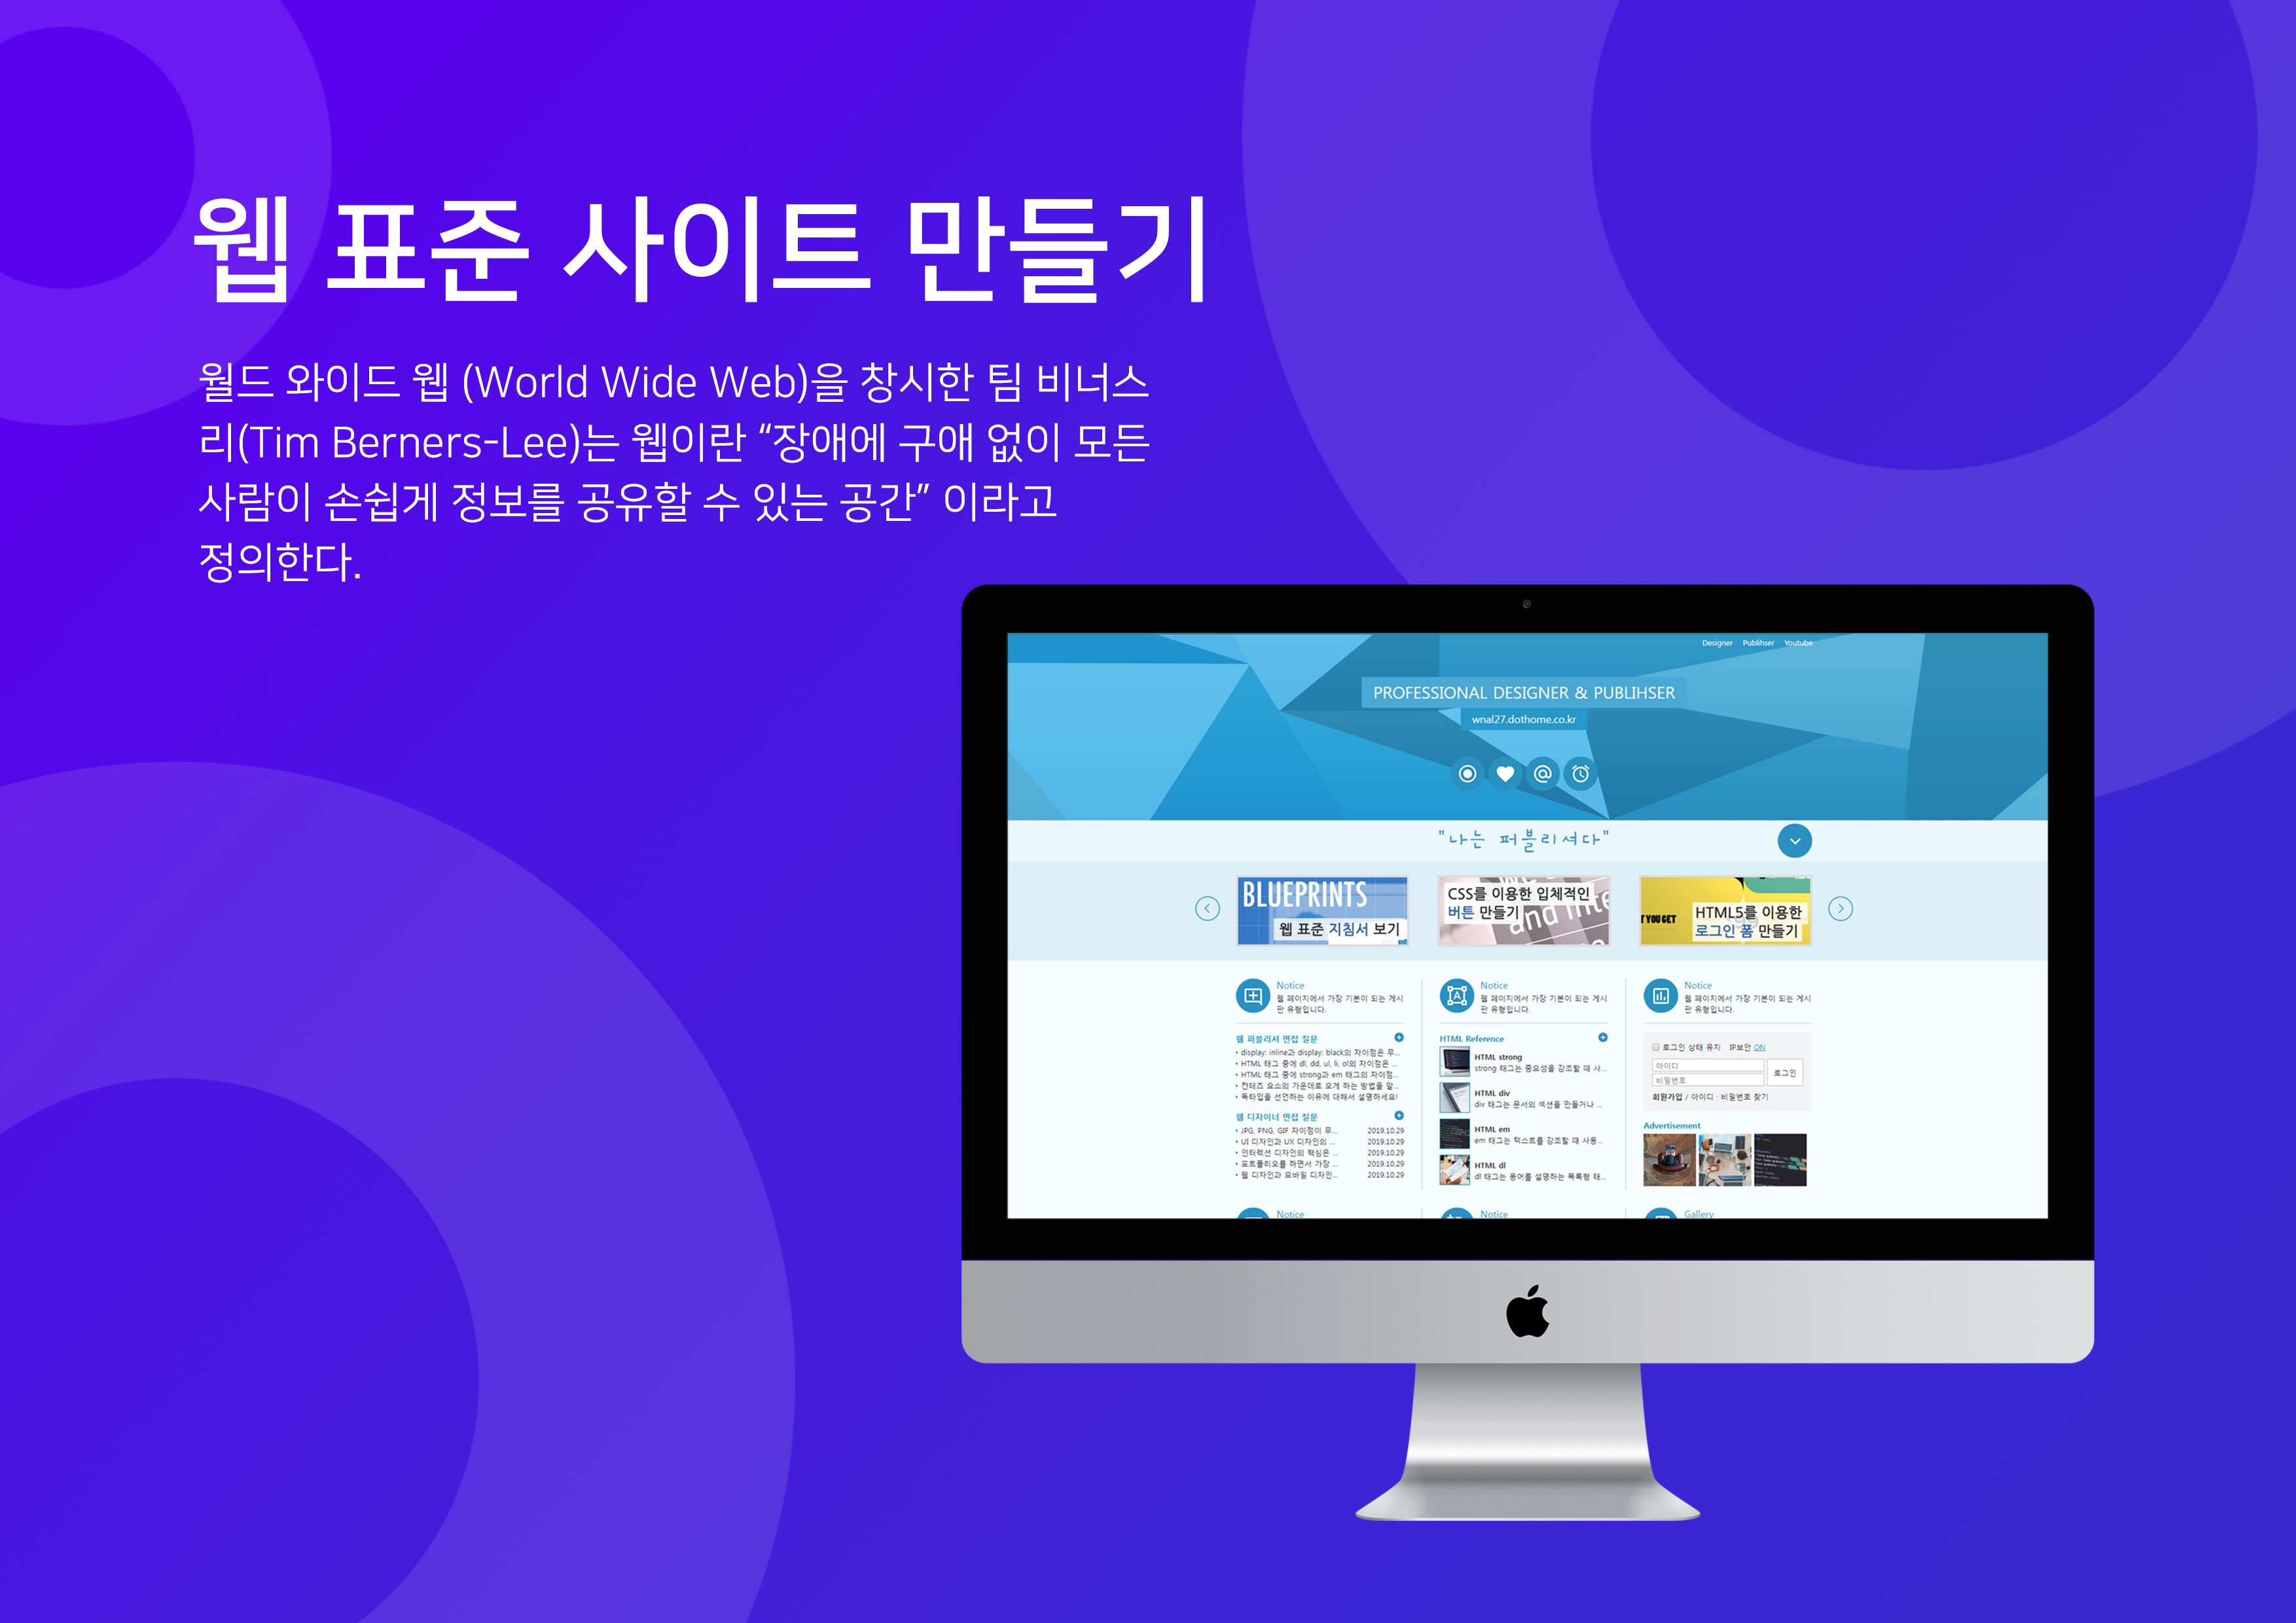 웹 표준 사이트 만들기
월드 와이드 웹 (World Wide Web)을 창시한 팀 비너스
리(Tim Berners-Lee)는 웹이란 “장애에 구애 없이 모든
사람이 손쉽게 정보를 공유할 수 있는 공간” 이라고
정의한다.
Designer Publihser Youtube
PROFESSIONAL DESIGNER & PUBLIHSER
wnal27.dothome.co.kr
"나는 퍼블리셔다"
BLUEPRINTS
웹 표준 지침서 보기
CSS를 이용한 입체적인
버튼 만들기
and inte
T YOU GET
HTML5를 이용한
로그인 폼 만들기
Notice
웹 페이지에서 가장 기본이 되는 게시
판 유형입니다.
Notice
웹 페이지에서 가장 기본이 되는 게시
판 유형입니다.
Notice
웹 페이지에서 가장 기본이 되는 게시
판 유형입니다.
웹 퍼블리셔 면접 질문
• display: inline과 display: black의 차이점은 무...
• HTML 태그 중에 dl, dd, ul, li, ol의 차이점은 ...
• HTML 태그 중에 strong과 em 태그의 차이점...
• 컨텐츠 요소의 가운데로 오게 하는 방법을 말...
• 독타입을 선언하는 이유에 대해서 설명하세요!
웹 디자이너 면접 질문
• JPG, PNG, GIF 차이점이 무... 2019.10.29
• UI 디자인과 UX 디자인의 ... 2019.10.29
• 인터렉션 디자인의 핵심은 ... 2019.10.29
• 포트폴리오를 하면서 가장 ... 2019.10.29
• 웹 디자인과 모바일 디자인... 2019.10.29
HTML Reference
HTML strong
strong 태그는 중요성을 강조할 때 사...
HTML div
div 태그는 문서의 섹션을 만들거나 ...
HTML em
em 태그는 텍스트를 강조할 때 사용...
HTML dl
dl 태그는 용어를 설명하는 목록형 태...
로그인 상태 유지 IP보안 ON
아이디
비밀번호
로그인
회원가입 / 아이디 · 비밀번호 찾기
Advertisement
Notice
Notice
Gallery